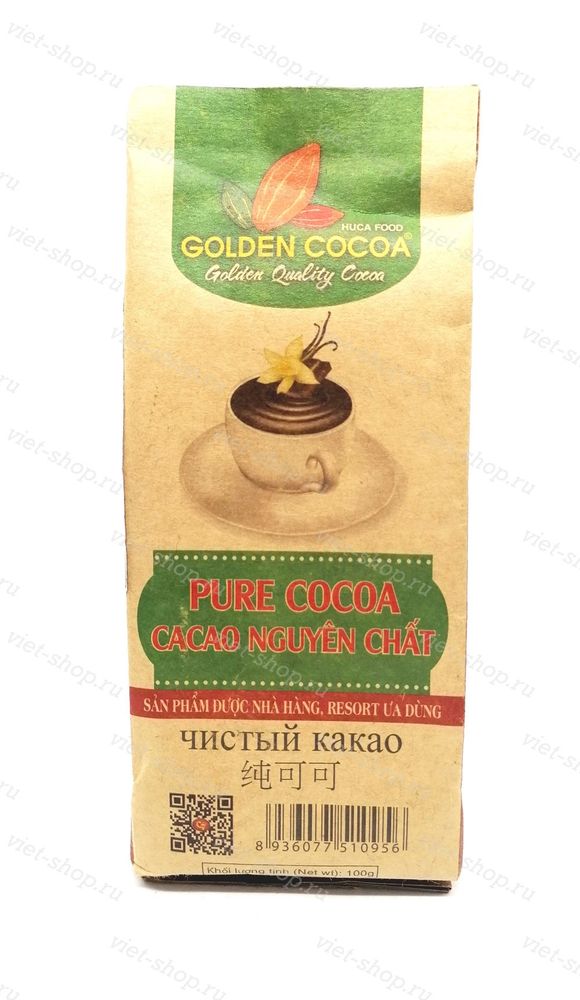 HUCA FOOD
GOLDEN COCOA®
Golden Quality Cocoa
PURE COCOA
CACAO NGUYÊN CHẤT
SẢN PHẨM ĐƯỢC NHÀ HÀNG, RESORT ƯA DÙNG
чистый какао
纯可可
8 936077 510956
Khối lượng tịnh (Net wt): 100g
viet-shop.ru